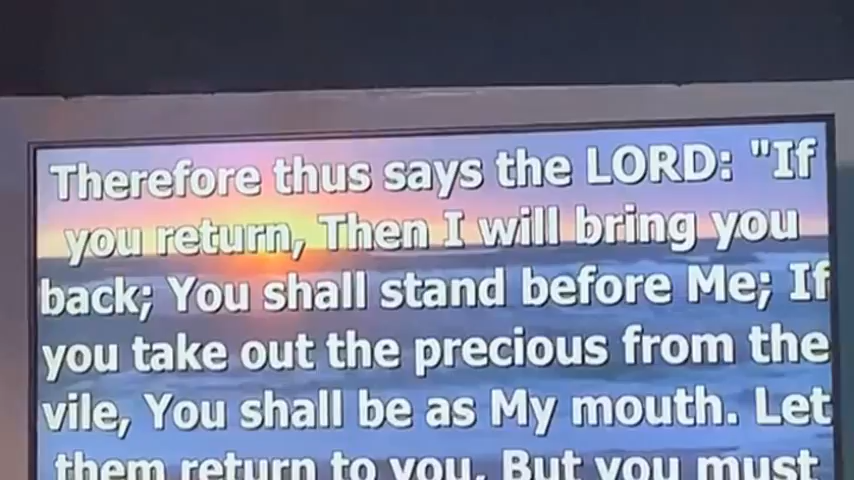 Therefore thus says the LORD: "If
you return, Then I will bring you
back; You shall stand before Me; If
you take out the precious from the
vile, You shall be as My mouth. Let
them return to you, But you must